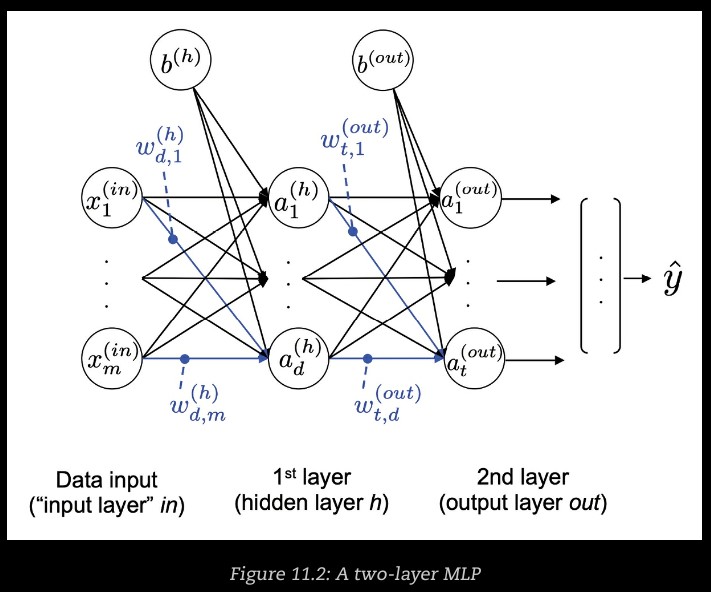 b^(h) b^(out)
w_{d,1}^(h) w_{t,1}^(out)
x_1^(in) a_1^(h) a_1^(out)
ŷ
x_m^(in) a_d^(h) a_t^(out)
w_{d,m}^(h) w_{t,d}^(out)
Data input 1st layer 2nd layer
(“input layer” in) (hidden layer h) (output layer out)
Figure 11.2: A two-layer MLP